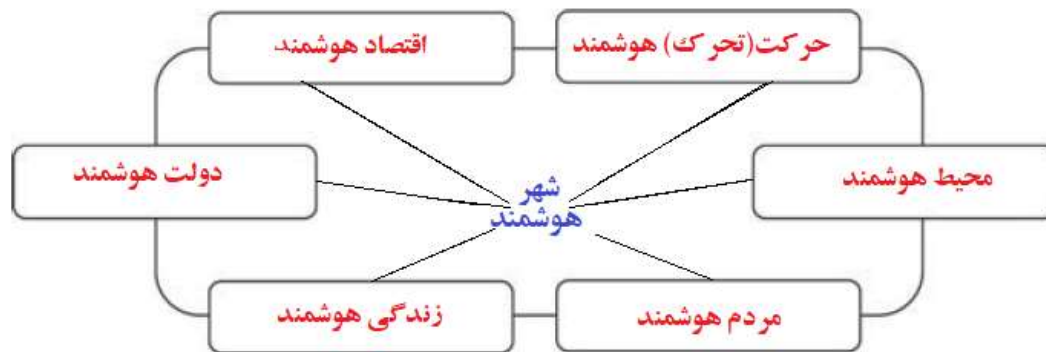 حرکت(تحرک) هوشمند
اقتصاد هوشمند
محیط هوشمند
دولت هوشمند
شهر
هوشمند
مردم هوشمند
زندگی هوشمند